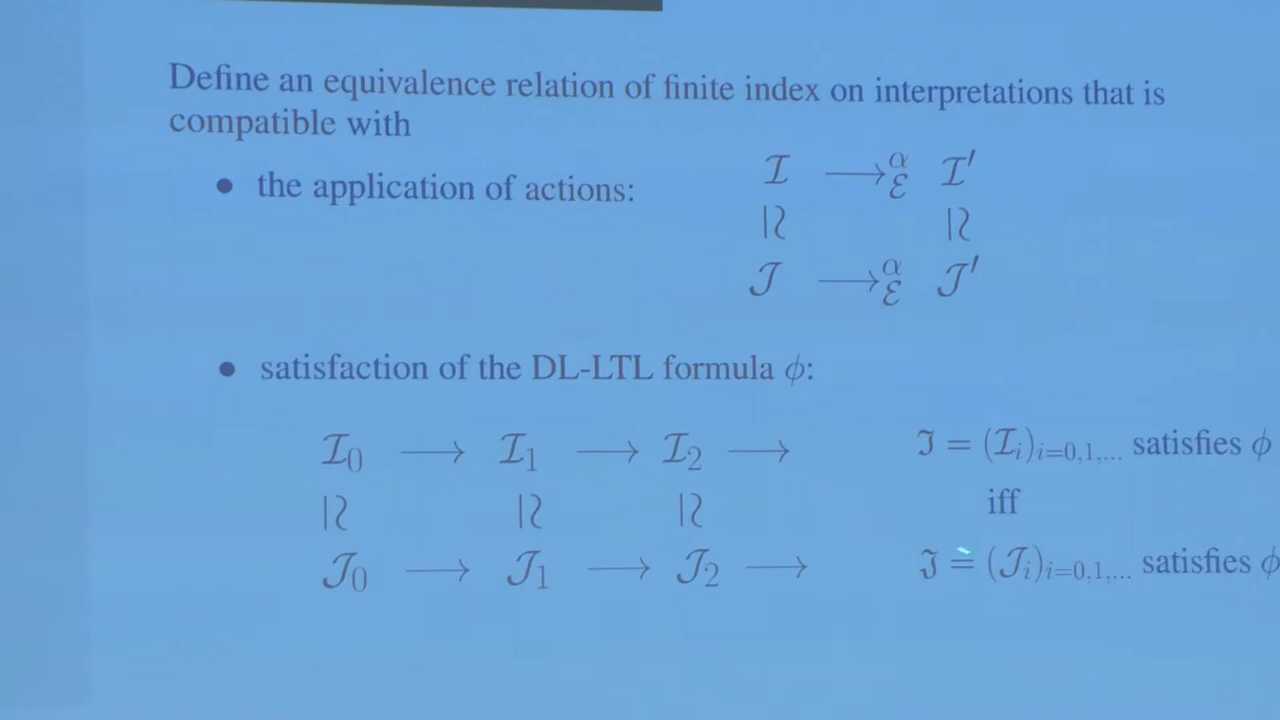 Define an equivalence relation of finite index on interpretations that is
compatible with
• the application of actions:
ℐ ⟶ᵅ_ℰ ℐ′
≀∣ ≀∣
𝒥 ⟶ᵅ_ℰ 𝒥′
• satisfaction of the DL-LTL formula ϕ:
ℐ₀ ⟶ ℐ₁ ⟶ ℐ₂ ⟶ ℑ = (ℐᵢ)ᵢ₌₀,₁,... satisfies ϕ
≀∣ ≀∣ ≀∣ iff
𝒥₀ ⟶ 𝒥₁ ⟶ 𝒥₂ ⟶ ℑ = (𝒥ᵢ)ᵢ₌₀,₁,... satisfies ϕ